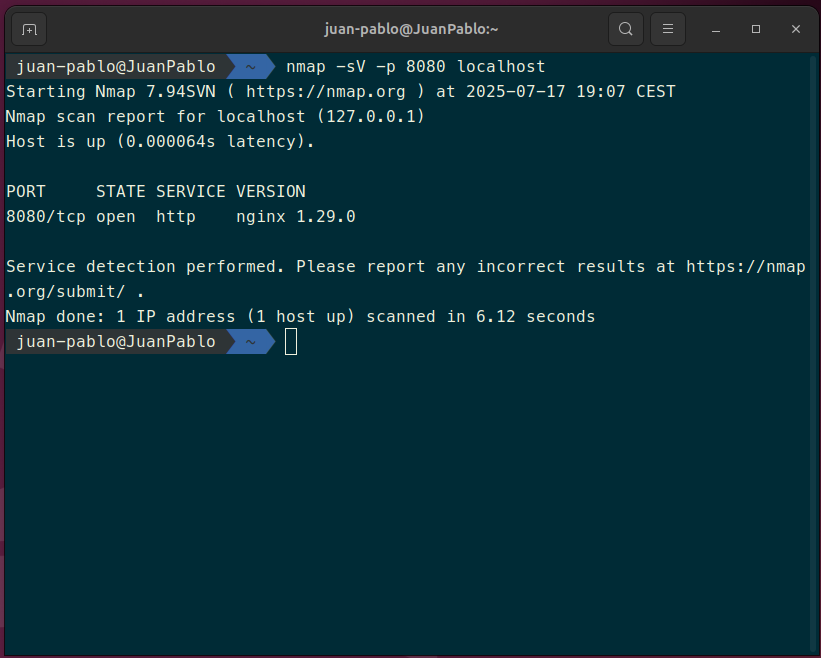 juan-pablo@JuanPablo:~
juan-pablo@JuanPablo ~ nmap -sV -p 8080 localhost
Starting Nmap 7.94SVN ( https://nmap.org ) at 2025-07-17 19:07 CEST
Nmap scan report for localhost (127.0.0.1)
Host is up (0.000064s latency).
PORT     STATE SERVICE VERSION
8080/tcp open  http    nginx 1.29.0
Service detection performed. Please report any incorrect results at https://nmap
.org/submit/ .
Nmap done: 1 IP address (1 host up) scanned in 6.12 seconds
juan-pablo@JuanPablo ~